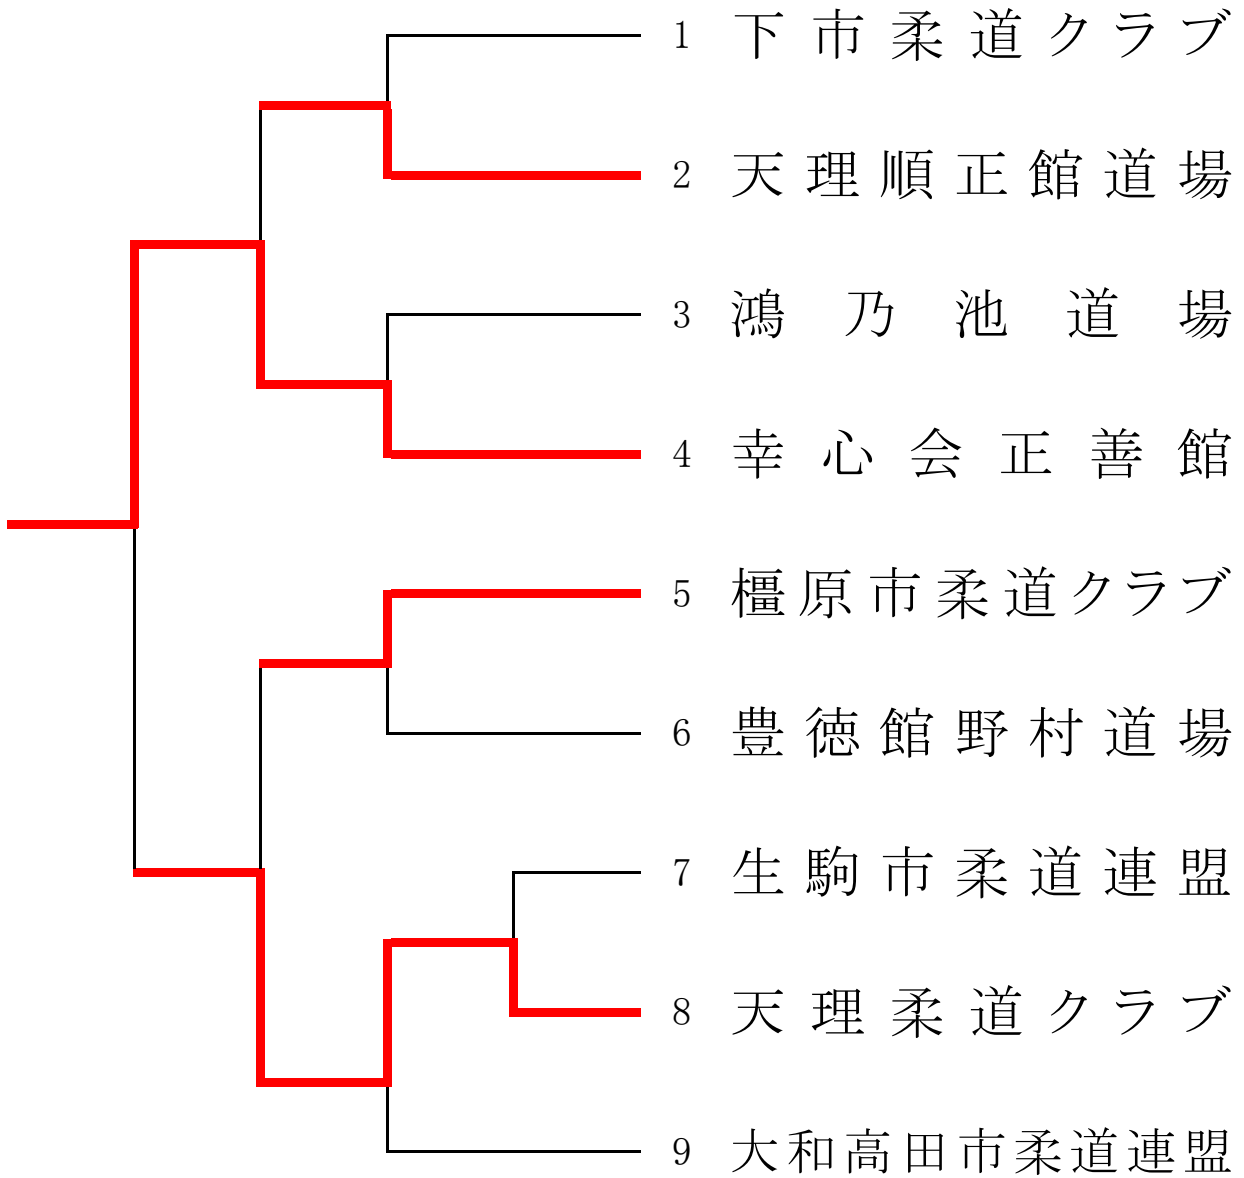 1 下市柔道クラブ
2 天理順正館道場
3 鴻乃池道場
4 幸心会正善館
5 橿原市柔道クラブ
6 豊徳館野村道場
7 生駒市柔道連盟
8 天理柔道クラブ
9 大和高田市柔道連盟